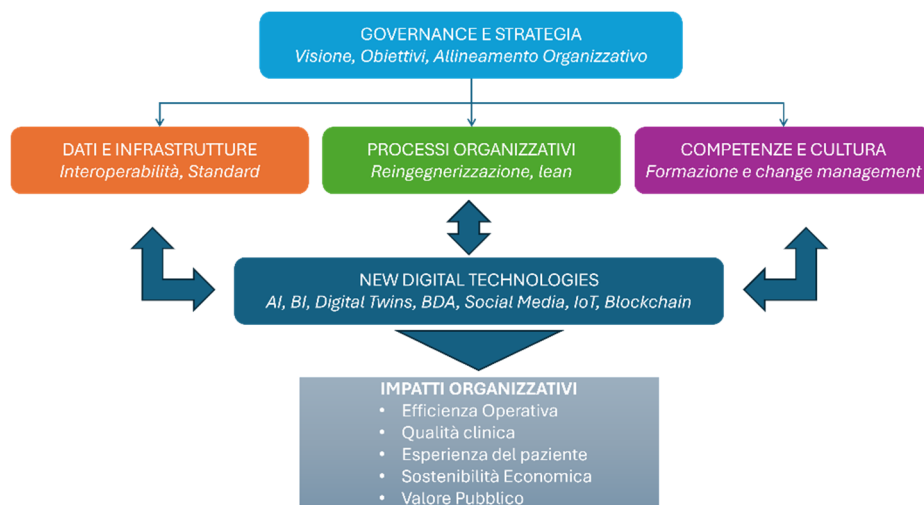 GOVERNANCE E STRATEGIA
Visione, Obiettivi, Allineamento Organizzativo
DATI E INFRASTRUTTURE
Interoperabilità, Standard
PROCESSI ORGANIZZATIVI
Reingegnerizzazione, lean
COMPETENZE E CULTURA
Formazione e change management
NEW DIGITAL TECHNOLOGIES
AI, BI, Digital Twins, BDA, Social Media, IoT, Blockchain
IMPATTI ORGANIZZATIVI
• Efficienza Operativa
• Qualità clinica
• Esperienza del paziente
• Sostenibilità Economica
• Valore Pubblico